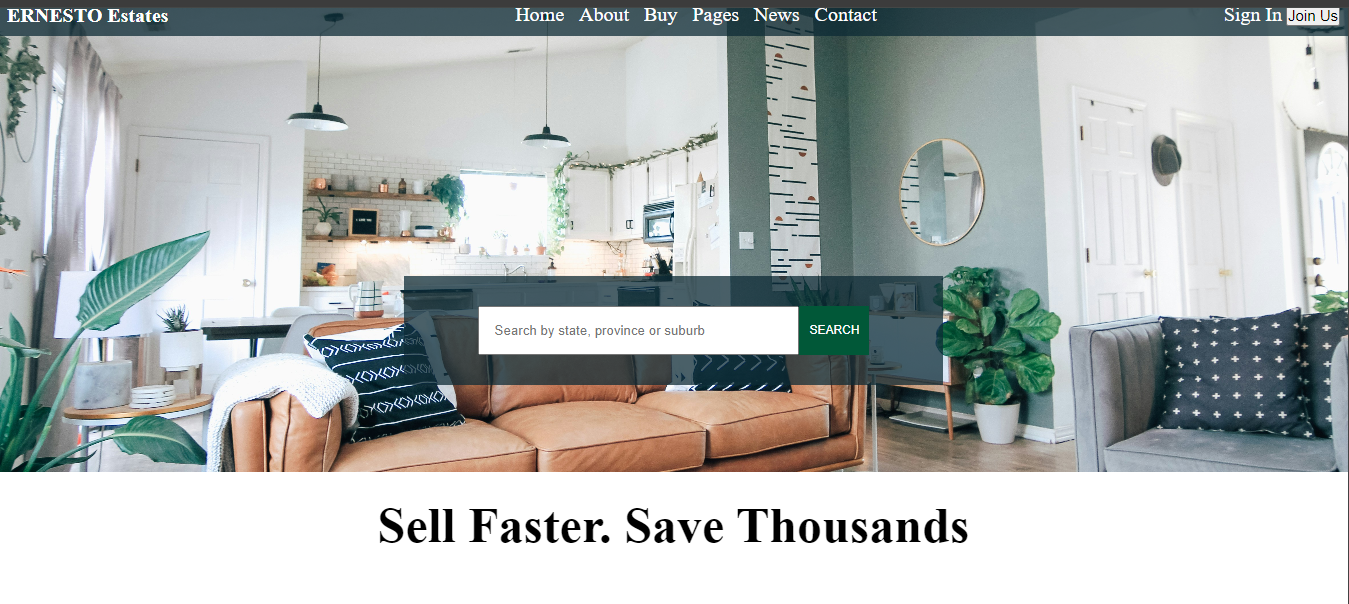 ERNESTO Estates
Home About Buy Pages News Contact
Sign In Join Us
Search by state, province or suburb
SEARCH
Sell Faster. Save Thousands